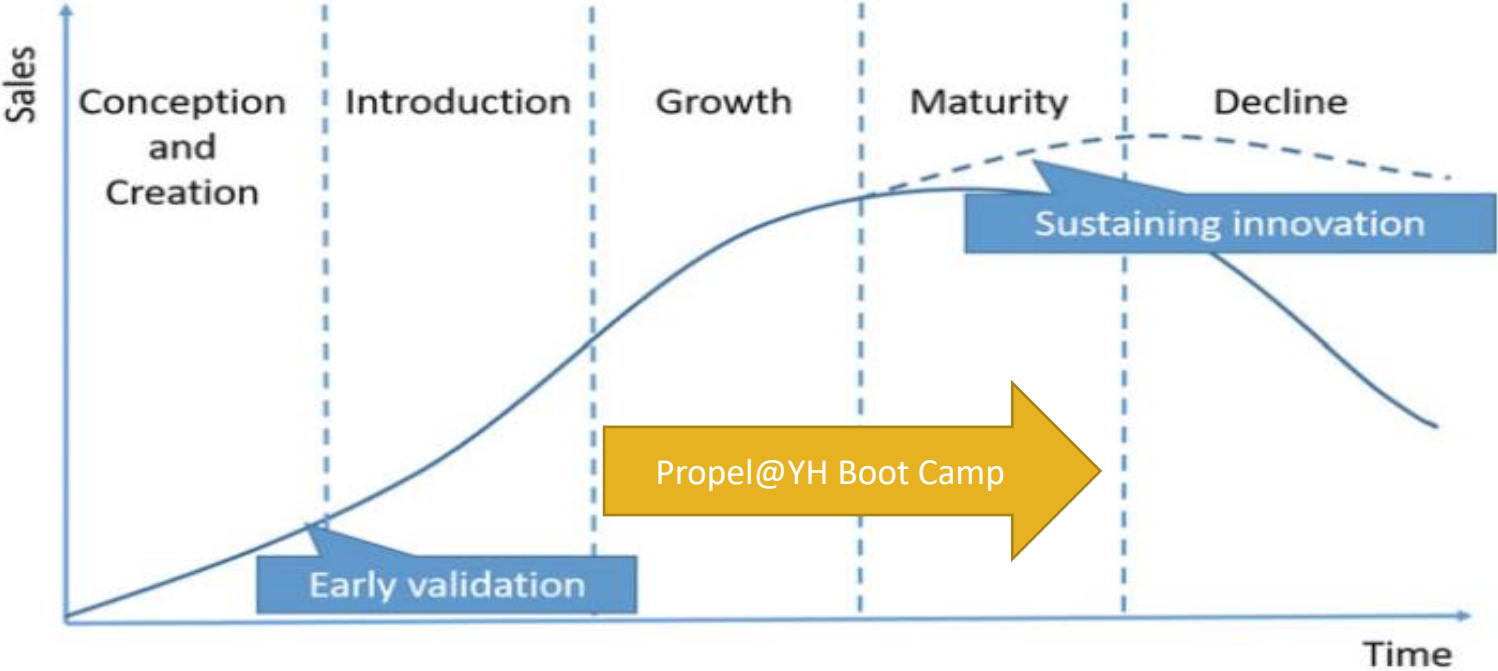 Sales
Conception
and
Creation
Introduction
Growth
Maturity
Decline
Sustaining innovation
Propel@YH Boot Camp
Early validation
Time